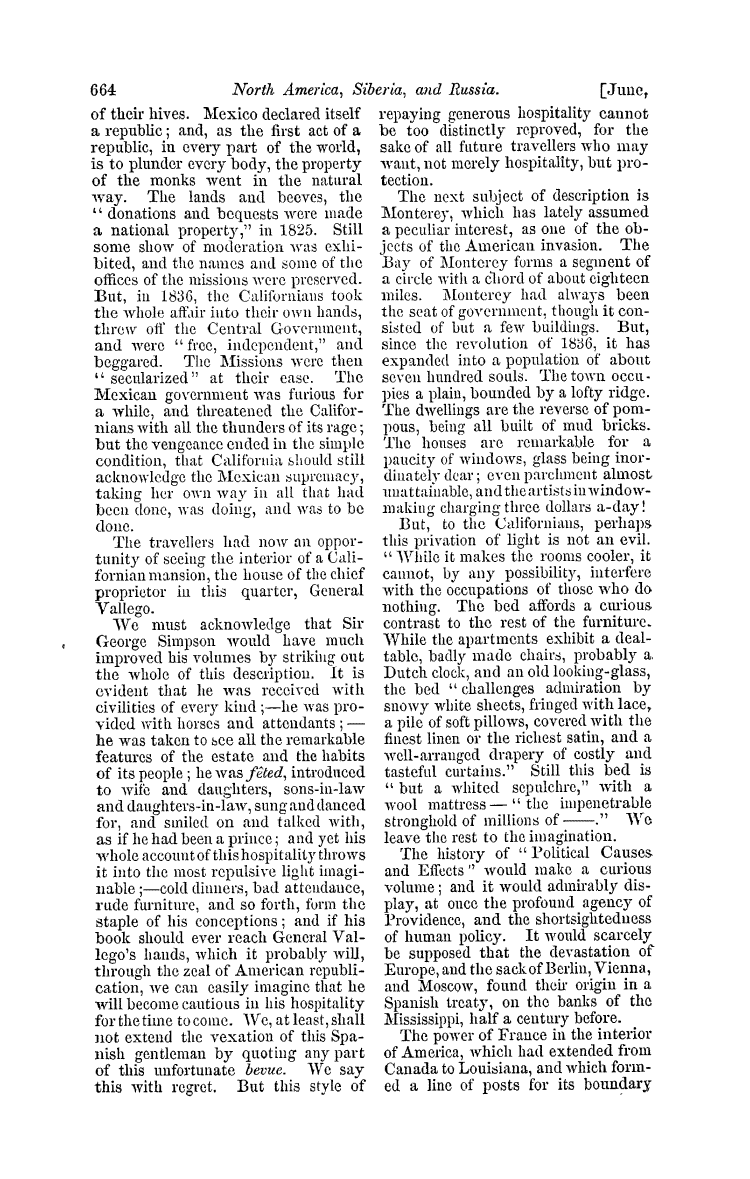 664 North America, Siberia, and Russia. [June,
of their hives. Mexico declared itself
a republic; and, as the first act of a
republic, in every part of the world,
is to plunder every body, the property
of the monks went in the natural
way. The lands and beeves, the
“ donations and bequests were made
a national property,” in 1825. Still
some show of moderation was exhi-
bited, and the names and some of the
offices of the missions were preserved.
But, in 1836, the Californians took
the whole affair into their own hands,
threw off the Central Government,
and were “ free, independent,” and
beggared. The Missions were then
“ secularized ” at their ease. The
Mexican government was furious for
a while, and threatened the Califor-
nians with all the thunders of its rage;
but the vengeance ended in the simple
condition, that California should still
acknowledge the Mexican supremacy,
taking her own way in all that had
been done, was doing, and was to be
done.
The travellers had now an oppor-
tunity of seeing the interior of a Cali-
fornian mansion, the house of the chief
proprietor in this quarter, General
Vallego.
We must acknowledge that Sir
George Simpson would have much
improved his volumes by striking out
the whole of this description. It is
evident that he was received with
civilities of every kind;—he was pro-
vided with horses and attendants;—
he was taken to see all the remarkable
features of the estate and the habits
of its people; he was fêted, introduced
to wife and daughters, sons-in-law
and daughters-in-law, sung and danced
for, and smiled on and talked with,
as if he had been a prince; and yet his
whole account of this hospitality throws
it into the most repulsive light imagi-
nable;—cold dinners, bad attendance,
rude furniture, and so forth, form the
staple of his conceptions; and if his
book should ever reach General Val-
lego's hands, which it probably will,
through the zeal of American republi-
cation, we can easily imagine that he
will become cautious in his hospitality
for the time to come. We, at least, shall
not extend the vexation of this Spa-
nish gentleman by quoting any part
of this unfortunate bevue. We say
this with regret. But this style of
repaying generous hospitality cannot
be too distinctly reproved, for the
sake of all future travellers who may
want, not merely hospitality, but pro-
tection.
The next subject of description is
Monterey, which has lately assumed
a peculiar interest, as one of the ob-
jects of the American invasion. The
Bay of Monterey forms a segment of
a circle with a chord of about eighteen
miles. Monterey had always been
the seat of government, though it con-
sisted of but a few buildings. But,
since the revolution of 1836, it has
expanded into a population of about
seven hundred souls. The town occu-
pies a plain, bounded by a lofty ridge.
The dwellings are the reverse of pom-
pous, being all built of mud bricks.
The houses are remarkable for a
paucity of windows, glass being inor-
dinately dear; even parchment almost
unattainable, and the artists in window-
making charging three dollars a-day!
But, to the Californians, perhaps
this privation of light is not an evil.
“ While it makes the rooms cooler, it
cannot, by any possibility, interfere
with the occupations of those who do
nothing. The bed affords a curious
contrast to the rest of the furniture.
While the apartments exhibit a deal-
table, badly made chairs, probably a
Dutch clock, and an old looking-glass,
the bed “ challenges admiration by
snowy white sheets, fringed with lace,
a pile of soft pillows, covered with the
finest linen or the richest satin, and a
well-arranged drapery of costly and
tasteful curtains.” Still this bed is
“ but a whited sepulchre,” with a
wool mattress — “ the impenetrable
stronghold of millions of ——.” We
leave the rest to the imagination.
The history of “ Political Causes
and Effects ” would make a curious
volume; and it would admirably dis-
play, at once the profound agency of
Providence, and the shortsightedness
of human policy. It would scarcely
be supposed that the devastation of
Europe, and the sack of Berlin, Vienna,
and Moscow, found their origin in a
Spanish treaty, on the banks of the
Mississippi, half a century before.
The power of France in the interior
of America, which had extended from
Canada to Louisiana, and which form-
ed a line of posts for its boundary